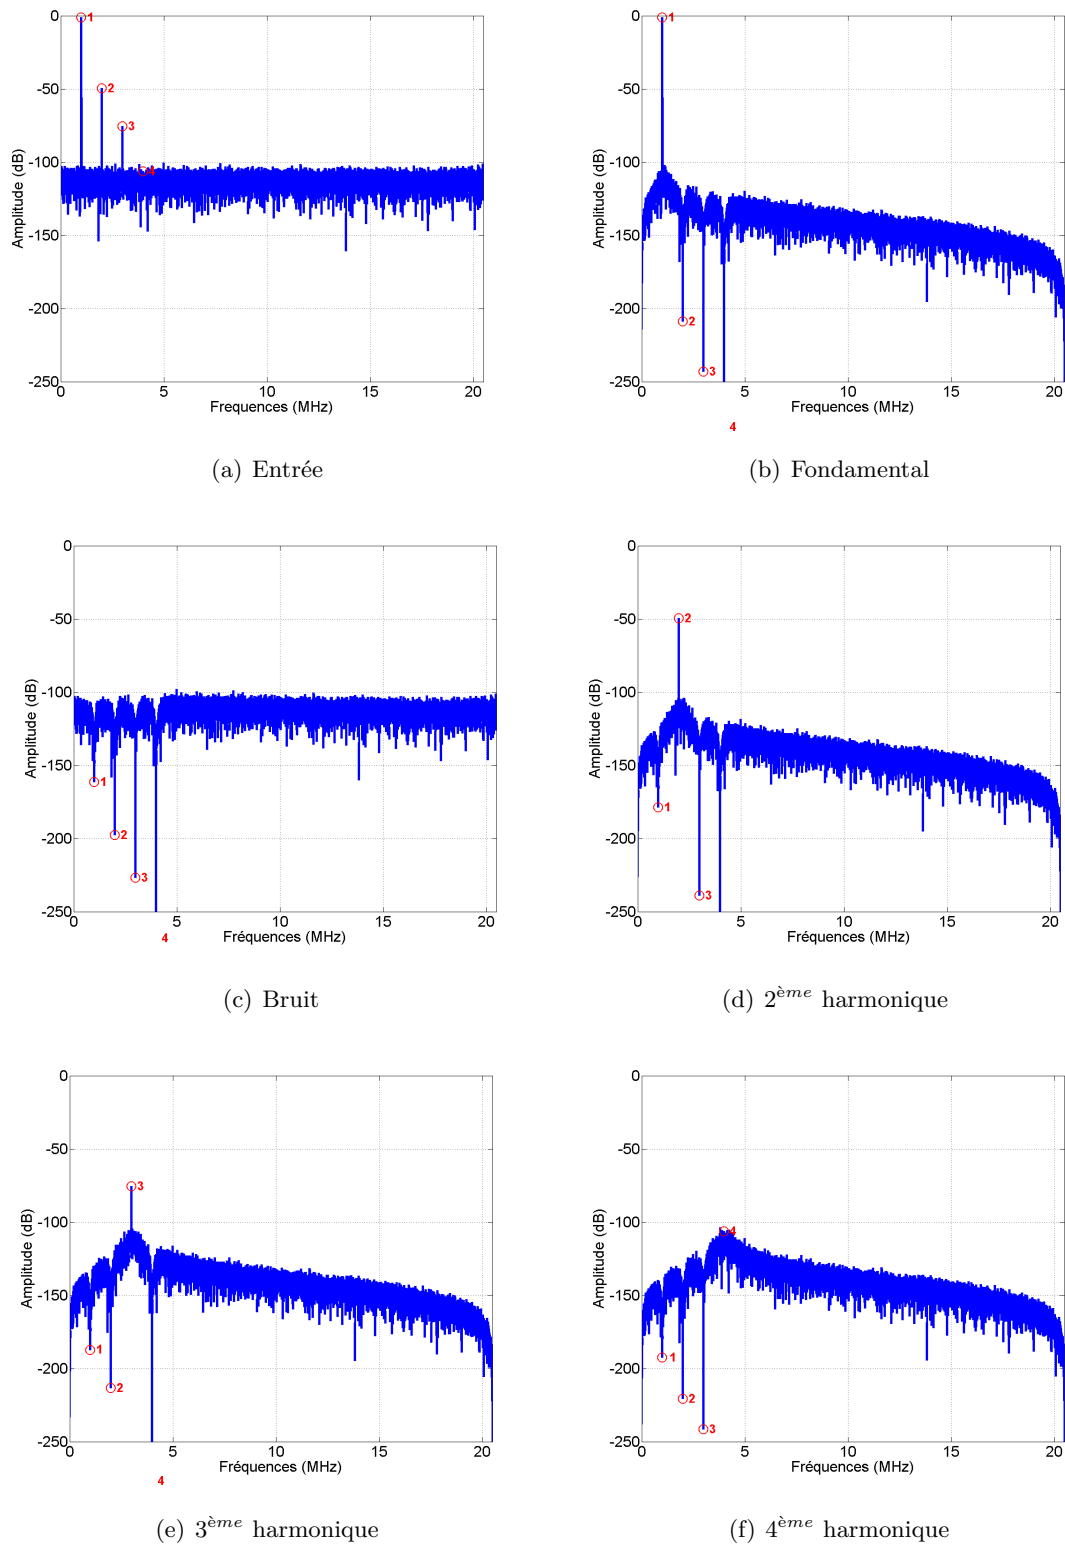 0
-50
-100
-150
-200
-250
0 5 10 15 20
Amplitude (dB)
Frequences (MHz)
1
2
3
4
(a) Entrée
0
-50
-100
-150
-200
-250
0 5 10 15 20
Amplitude (dB)
Frequences (MHz)
1
2
3
4
(b) Fondamental
0
-50
-100
-150
-200
-250
0 5 10 15 20
Amplitude (dB)
Fréquences (MHz)
1
2
3
4
(c) Bruit
0
-50
-100
-150
-200
-250
0 5 10 15 20
Amplitude (dB)
Fréquences (MHz)
2
1
3
(d) 2ème harmonique
0
-50
-100
-150
-200
-250
0 5 10 15 20
Amplitude (dB)
Fréquences (MHz)
3
1
2
4
(e) 3ème harmonique
0
-50
-100
-150
-200
-250
0 5 10 15 20
Amplitude (dB)
Fréquences (MHz)
4
1
2
3
(f) 4ème harmonique